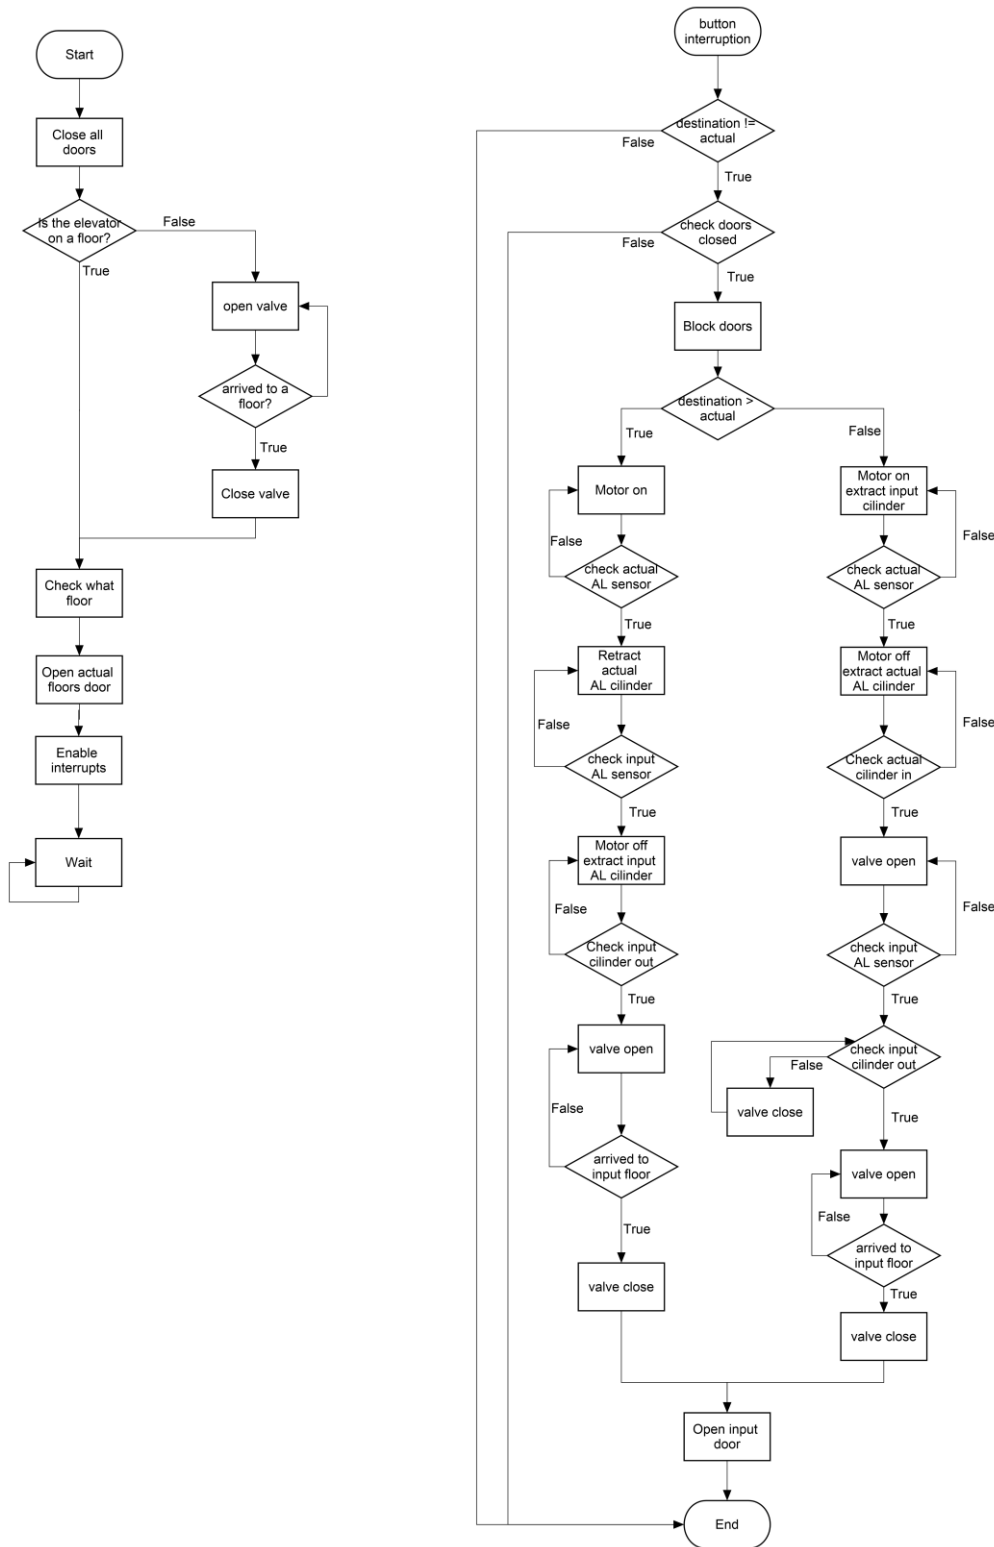 Start
Close all
doors
Is the elevator
on a floor?
False
True
open valve
arrived to a
floor?
True
Close valve
Check what
floor
Open actual
floors door
Enable
interrupts
Wait
button
interruption
destination !=
actual
False
True
check doors
closed
False
True
Block doors
destination >
actual
True
False
Motor on
False
check actual
AL sensor
True
Retract
actual
AL cilinder
False
check input
AL sensor
True
Motor off
extract input
AL cilinder
False
Check input
cilinder out
True
valve open
False
arrived to
input floor
True
valve close
Motor on
extract input
cilinder
False
check actual
AL sensor
True
Motor off
extract actual
AL cilinder
False
Check actual
cilinder in
True
valve open
False
check input
AL sensor
True
check input
cilinder out
False
valve close
True
valve open
False
arrived to
input floor
True
valve close
Open input
door
End